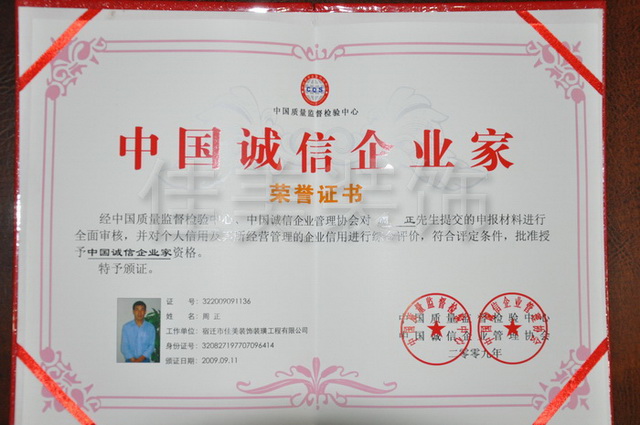 CQS
中国质量监督检验中心
中国诚信企业家
荣誉证书
佳美装饰
经中国质量监督检验中心、中国诚信企业管理协会对 周 正 先生提交的申报材料进行
全面审核，并对个人信用及其所经营管理的企业信用进行综合评价，符合评定条件，批准授
予中国诚信企业家资格。
特予颁证。
证 号：322009091136
姓 名：周 正
工作单位：宿迁市佳美装饰装璜工程有限公司
身份证号：320827197707096414
颁证日期：2009.09.11
中国质量监督检验中心
中国诚信企业管理协会
二零零九年